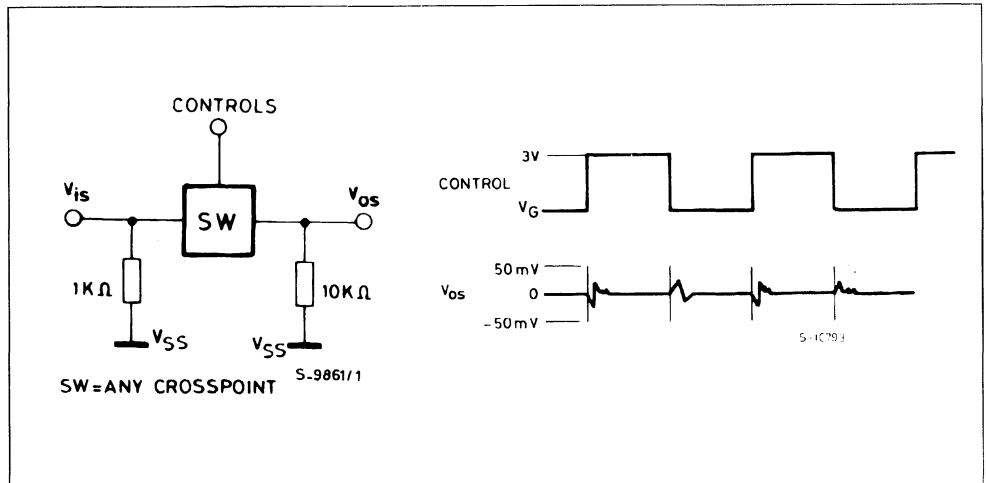 CONTROLS
Vis
SW
Vos
1KΩ
10KΩ
VSS
VSS
SW=ANY CROSSPOINT
S-9861/1
3V
CONTROL
VG
50mV
Vos
0
-50mV